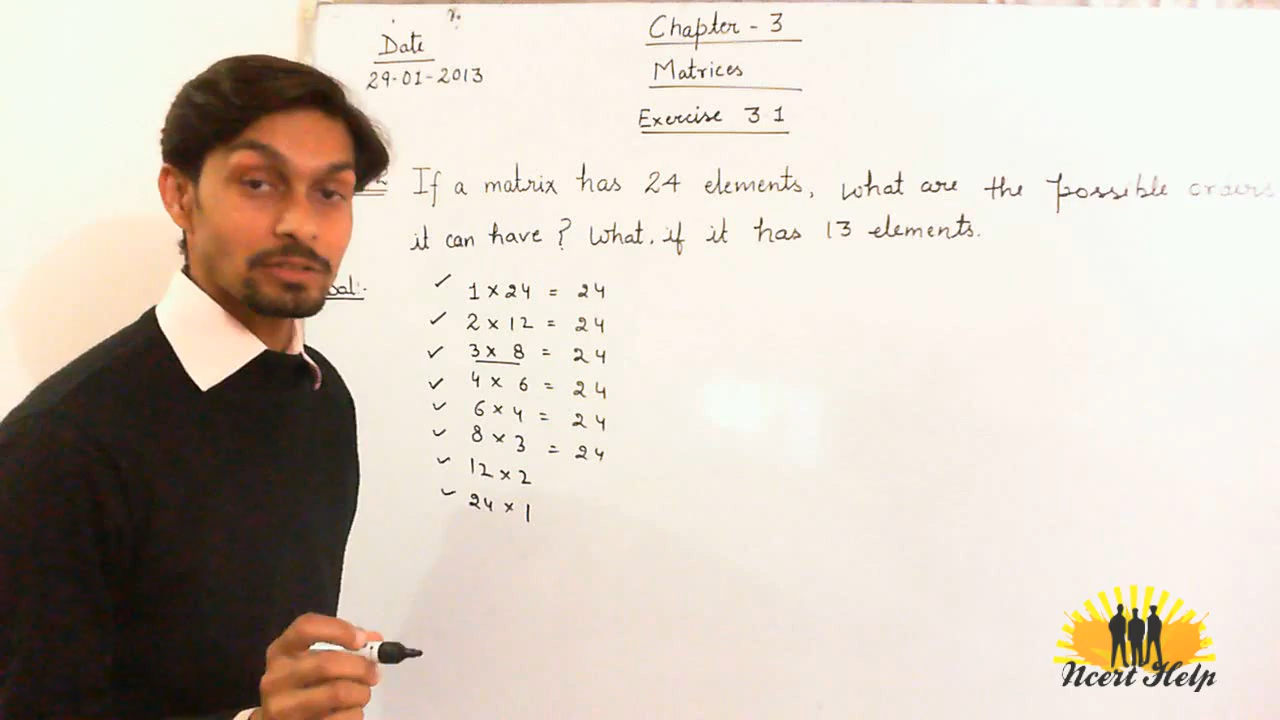 Date
29-01-2013
Chapter - 3
Matrices
Exercise 3.1
If a matrix has 24 elements, what are the possible orders
it can have? What, if it has 13 elements.
Sol:-
✓ 1 × 24 = 24
✓ 2 × 12 = 24
✓ 3 × 8 = 24
✓ 4 × 6 = 24
✓ 6 × 4 = 24
✓ 8 × 3 = 24
✓ 12 × 2
✓ 24 × 1
Ncert Help